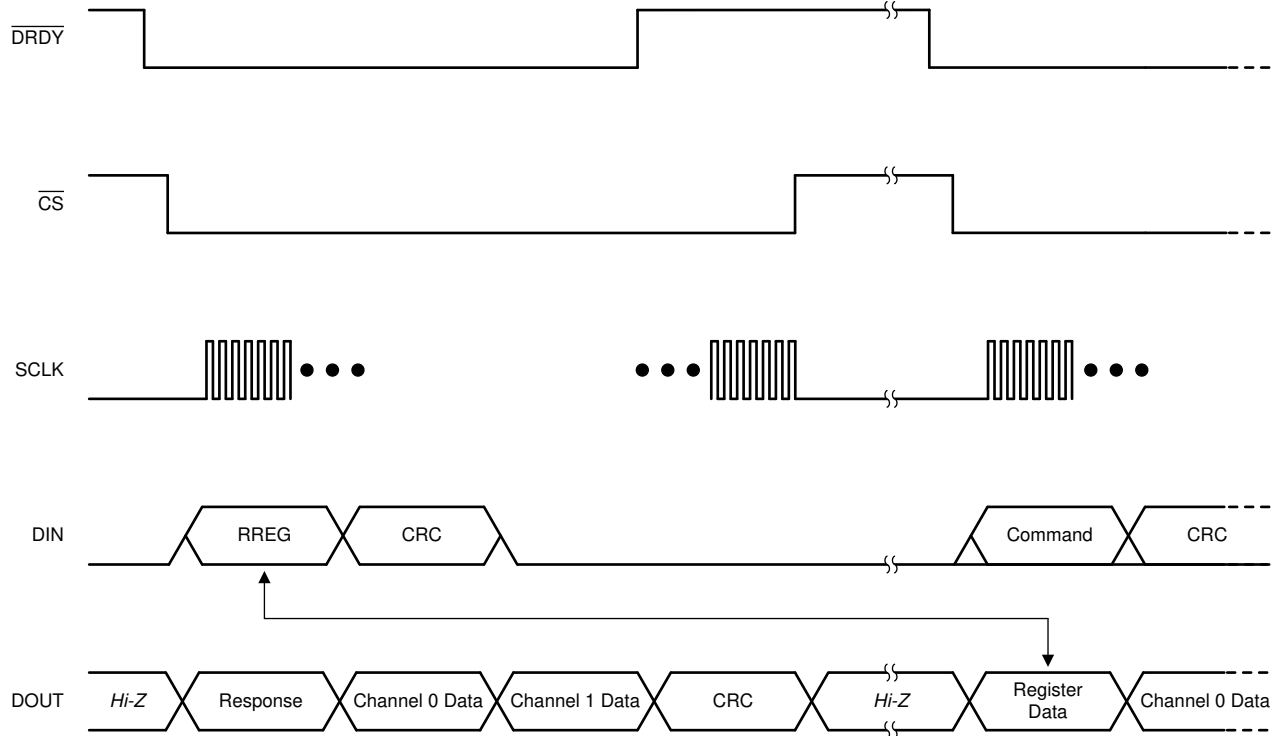 DRDY
CS
SCLK
DIN
RREG
CRC
Command
CRC
DOUT
Hi-Z
Response
Channel 0 Data
Channel 1 Data
CRC
Hi-Z
Register
Data
Channel 0 Data